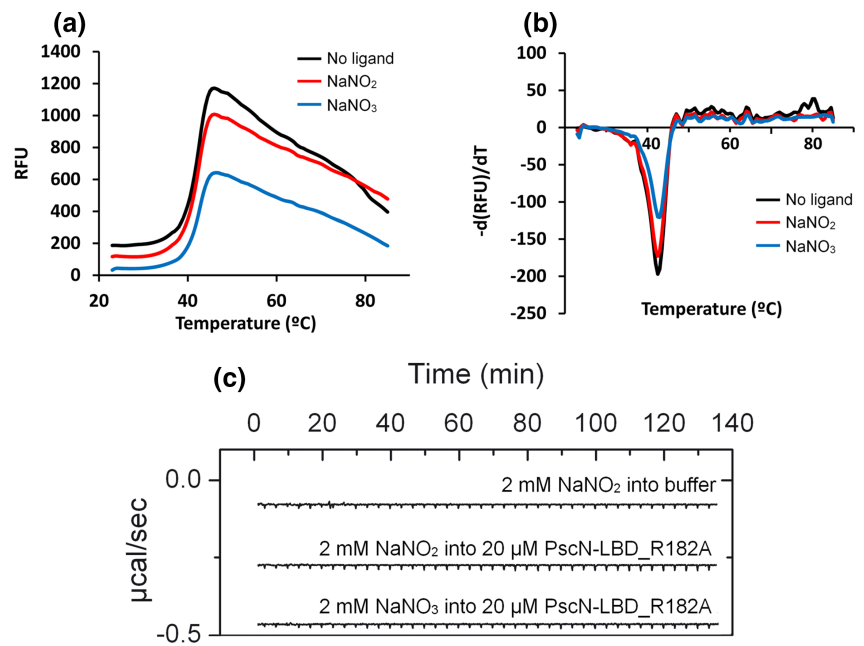 (a)
1400
1200
1000
800
600
400
200
0
RFU
20
40
60
80
Temperature (ºC)
No ligand
NaNO₂
NaNO₃
(b)
100
50
0
-50
-100
-150
-200
-250
-d(RFU)/dT
40
60
80
No ligand
NaNO₂
NaNO₃
Temperature (ºC)
(c)
Time (min)
0 20 40 60 80 100 120 140
0.0
-0.5
µcal/sec
2 mM NaNO₂ into buffer
2 mM NaNO₂ into 20 µM PscN-LBD_R182A
2 mM NaNO₃ into 20 µM PscN-LBD_R182A